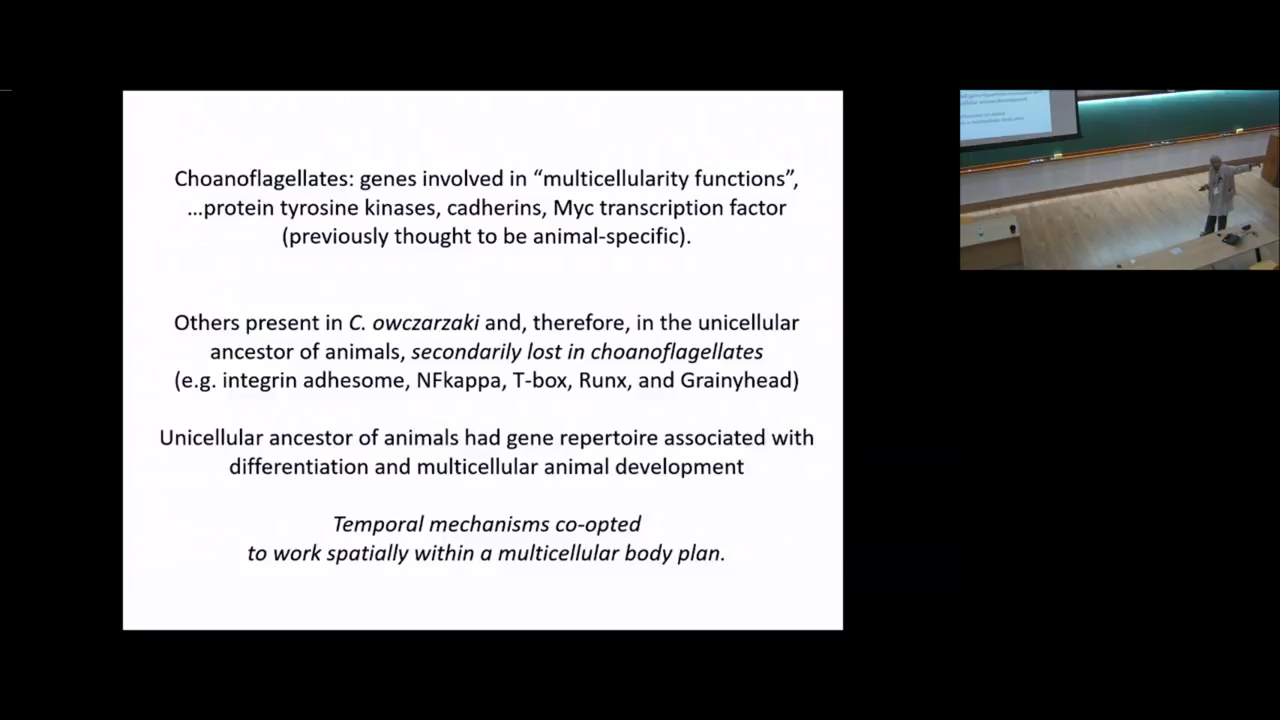 Choanoflagellates: genes involved in “multicellularity functions”,
…protein tyrosine kinases, cadherins, Myc transcription factor
(previously thought to be animal-specific).
Others present in C. owczarzaki and, therefore, in the unicellular
ancestor of animals, secondarily lost in choanoflagellates
(e.g. integrin adhesome, NFkappa, T-box, Runx, and Grainyhead)
Unicellular ancestor of animals had gene repertoire associated with
differentiation and multicellular animal development
Temporal mechanisms co-opted
to work spatially within a multicellular body plan.